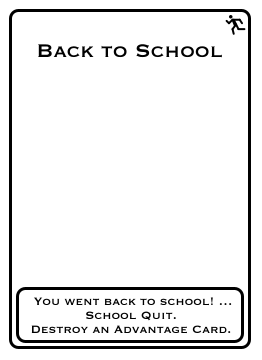 Back to School
You went back to school! ...
School Quit.
Destroy an Advantage Card.